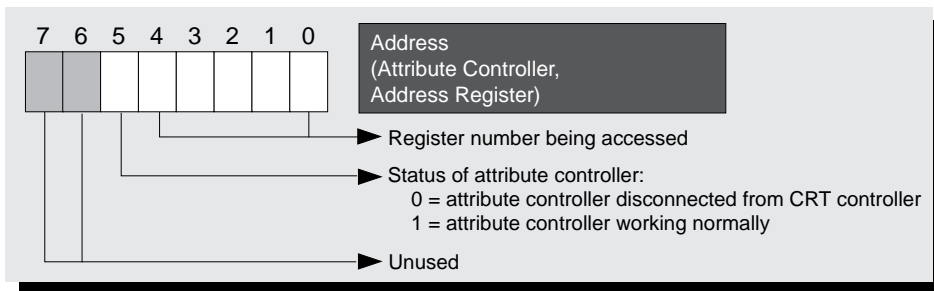 7 6 5 4 3 2 1 0
Address
(Attribute Controller,
Address Register)
Register number being accessed
Status of attribute controller:
0 = attribute controller disconnected from CRT controller
1 = attribute controller working normally
Unused